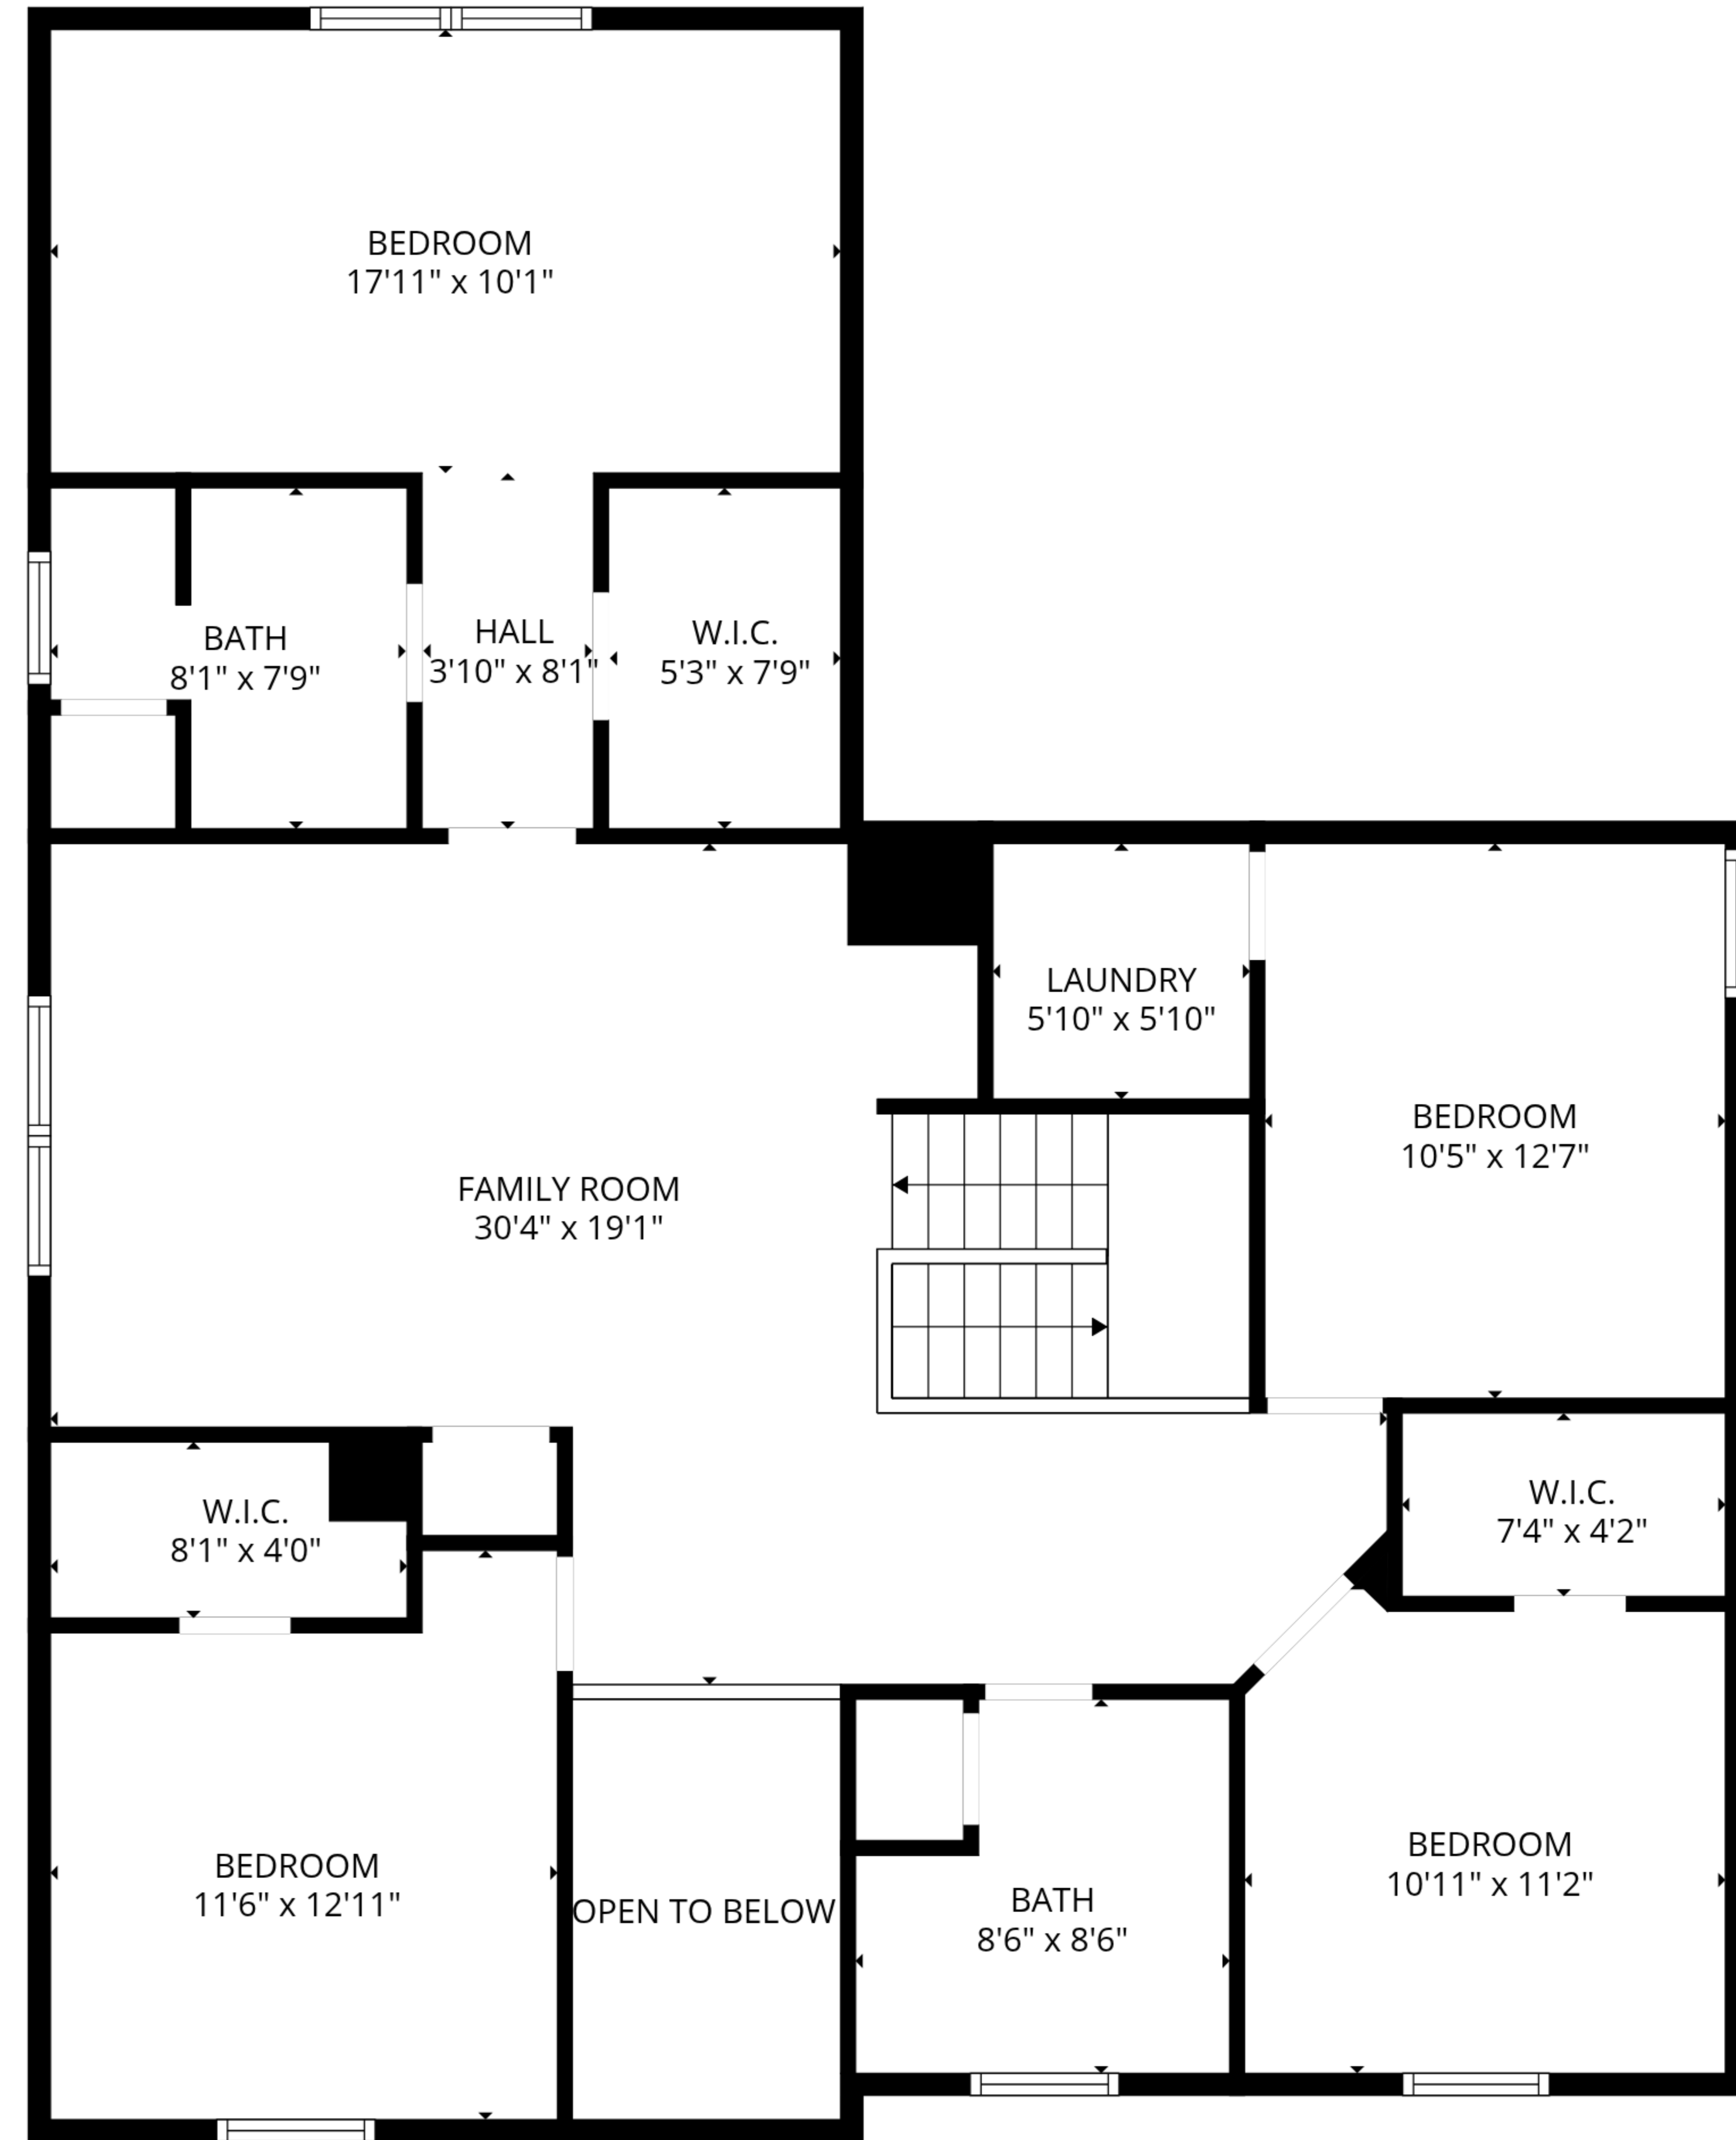 BEDROOM
17'11" x 10'1"
BATH
8'1" x 7'9"
HALL
3'10" x 8'1"
W.I.C.
5'3" x 7'9"
LAUNDRY
5'10" x 5'10"
BEDROOM
10'5" x 12'7"
FAMILY ROOM
30'4" x 19'1"
W.I.C.
8'1" x 4'0"
W.I.C.
7'4" x 4'2"
BEDROOM
11'6" x 12'11"
OPEN TO BELOW
BATH
8'6" x 8'6"
BEDROOM
10'11" x 11'2"